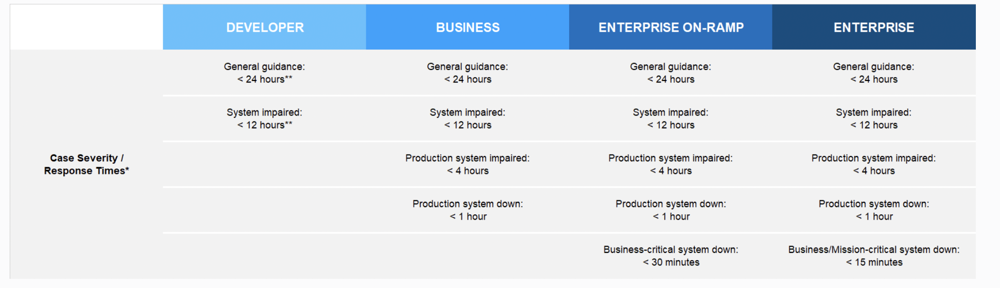 DEVELOPER BUSINESS ENTERPRISE ON-RAMP ENTERPRISE
General guidance: General guidance: General guidance: General guidance:
< 24 hours** < 24 hours < 24 hours < 24 hours
System impaired: System impaired: System impaired: System impaired:
< 12 hours** < 12 hours < 12 hours < 12 hours
Case Severity / Production system impaired: Production system impaired: Production system impaired:
Response Times* < 4 hours < 4 hours < 4 hours
Production system down: Production system down: Production system down:
< 1 hour < 1 hour < 1 hour
Business-critical system down: Business/Mission-critical system down:
< 30 minutes < 15 minutes